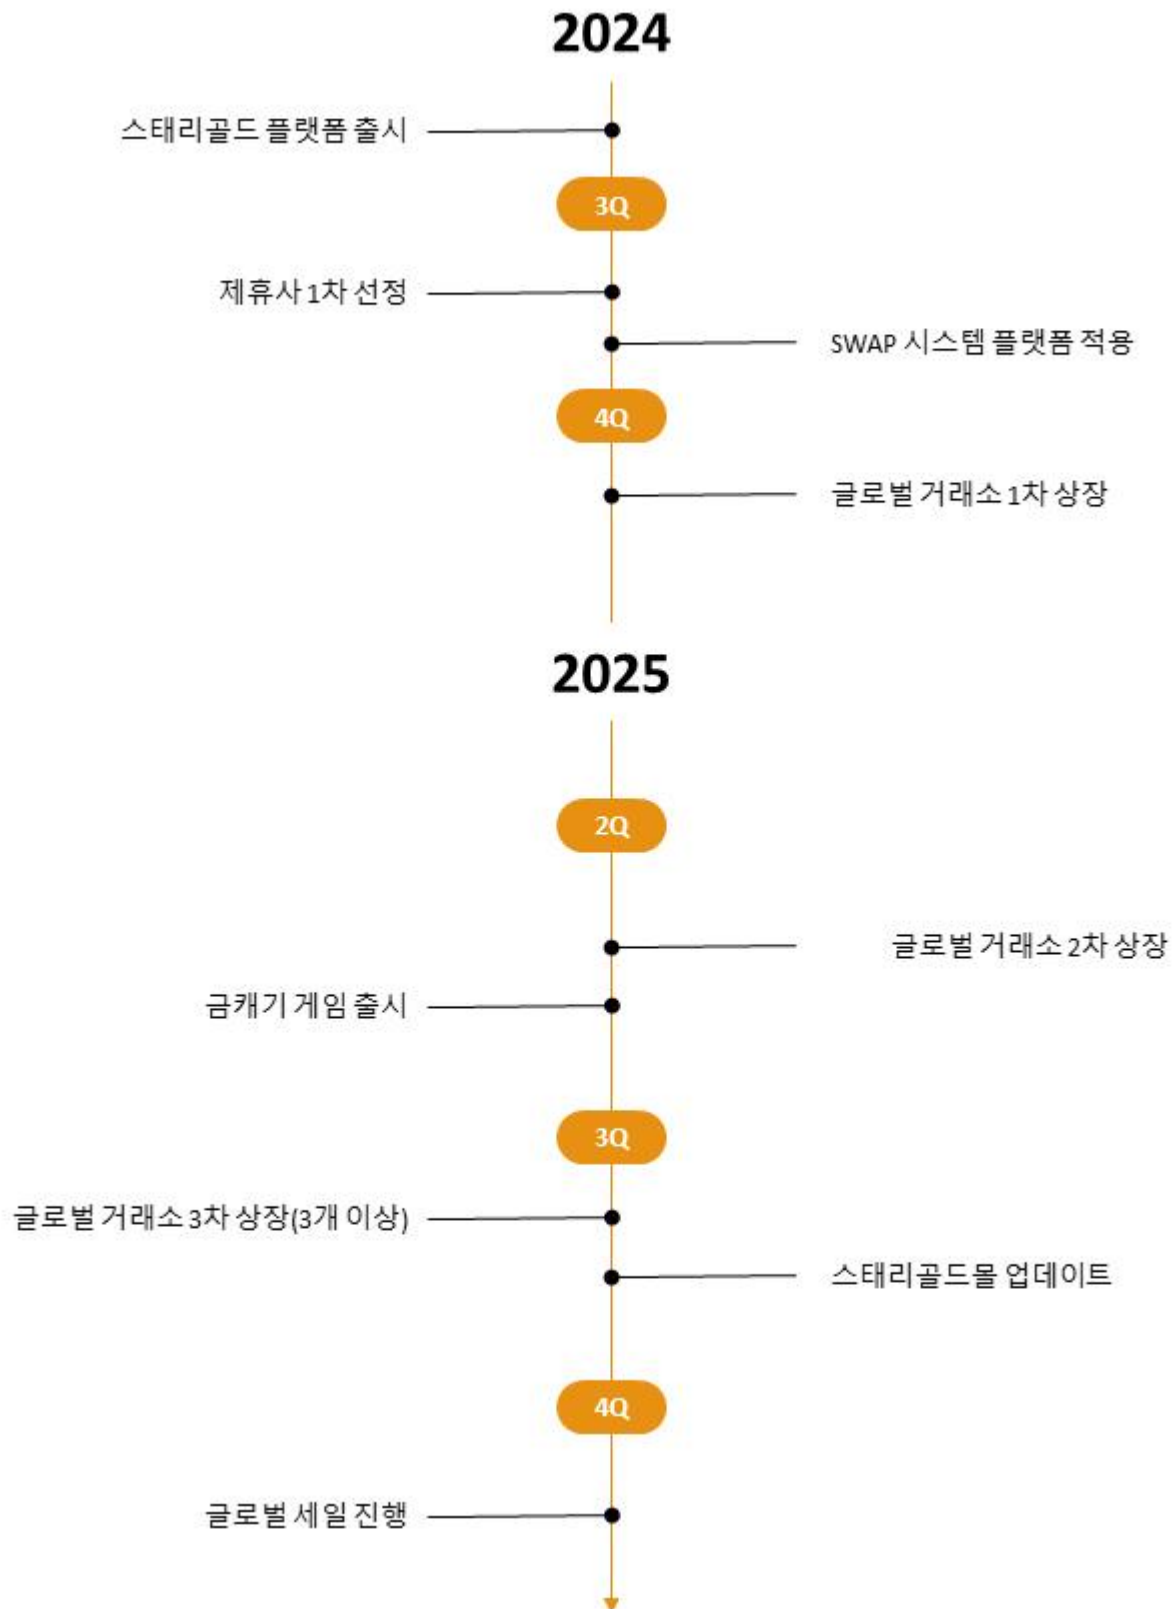 2024
스태리골드 플랫폼 출시
3Q
제휴사 1차 선정
SWAP 시스템 플랫폼 적용
4Q
글로벌 거래소 1차 상장
2025
2Q
글로벌 거래소 2차 상장
금캐기 게임 출시
3Q
글로벌 거래소 3차 상장(3개 이상)
스태리골드몰 업데이트
4Q
글로벌 세일 진행